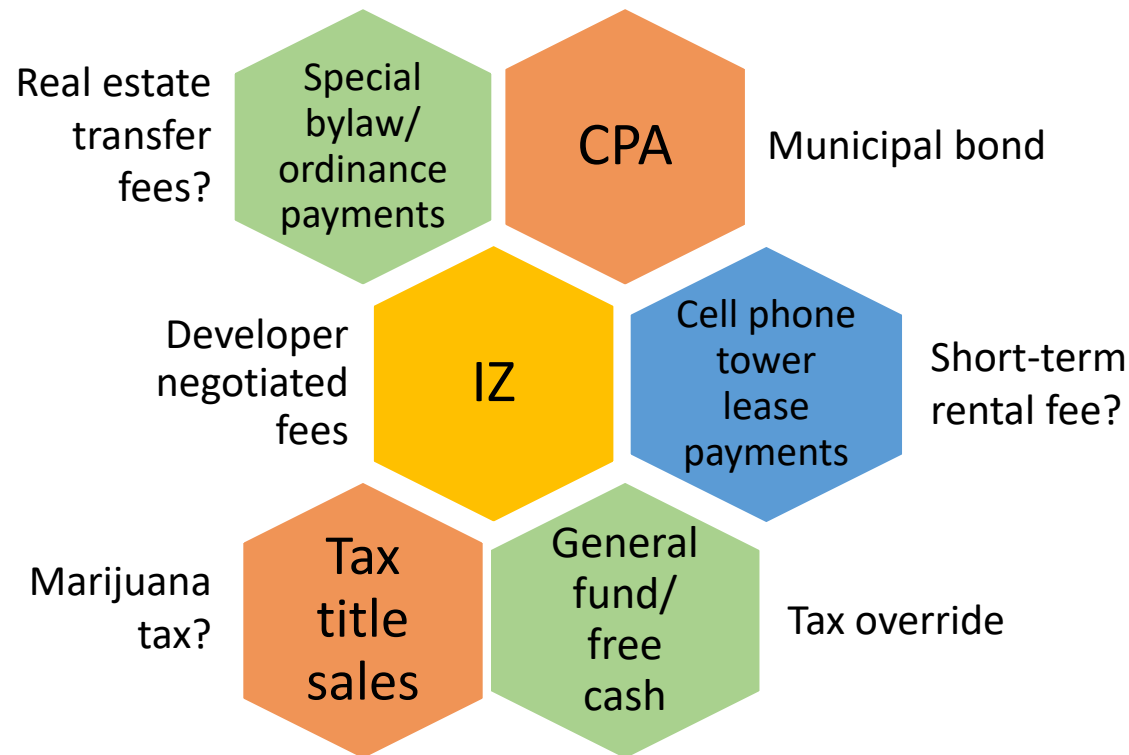 Real estate
transfer
fees?
Special
bylaw/
ordinance
payments
CPA
Municipal bond
Developer
negotiated
fees
IZ
Cell phone
tower
lease
payments
Short-term
rental fee?
Marijuana
tax?
Tax
title
sales
General
fund/
free
cash
Tax override